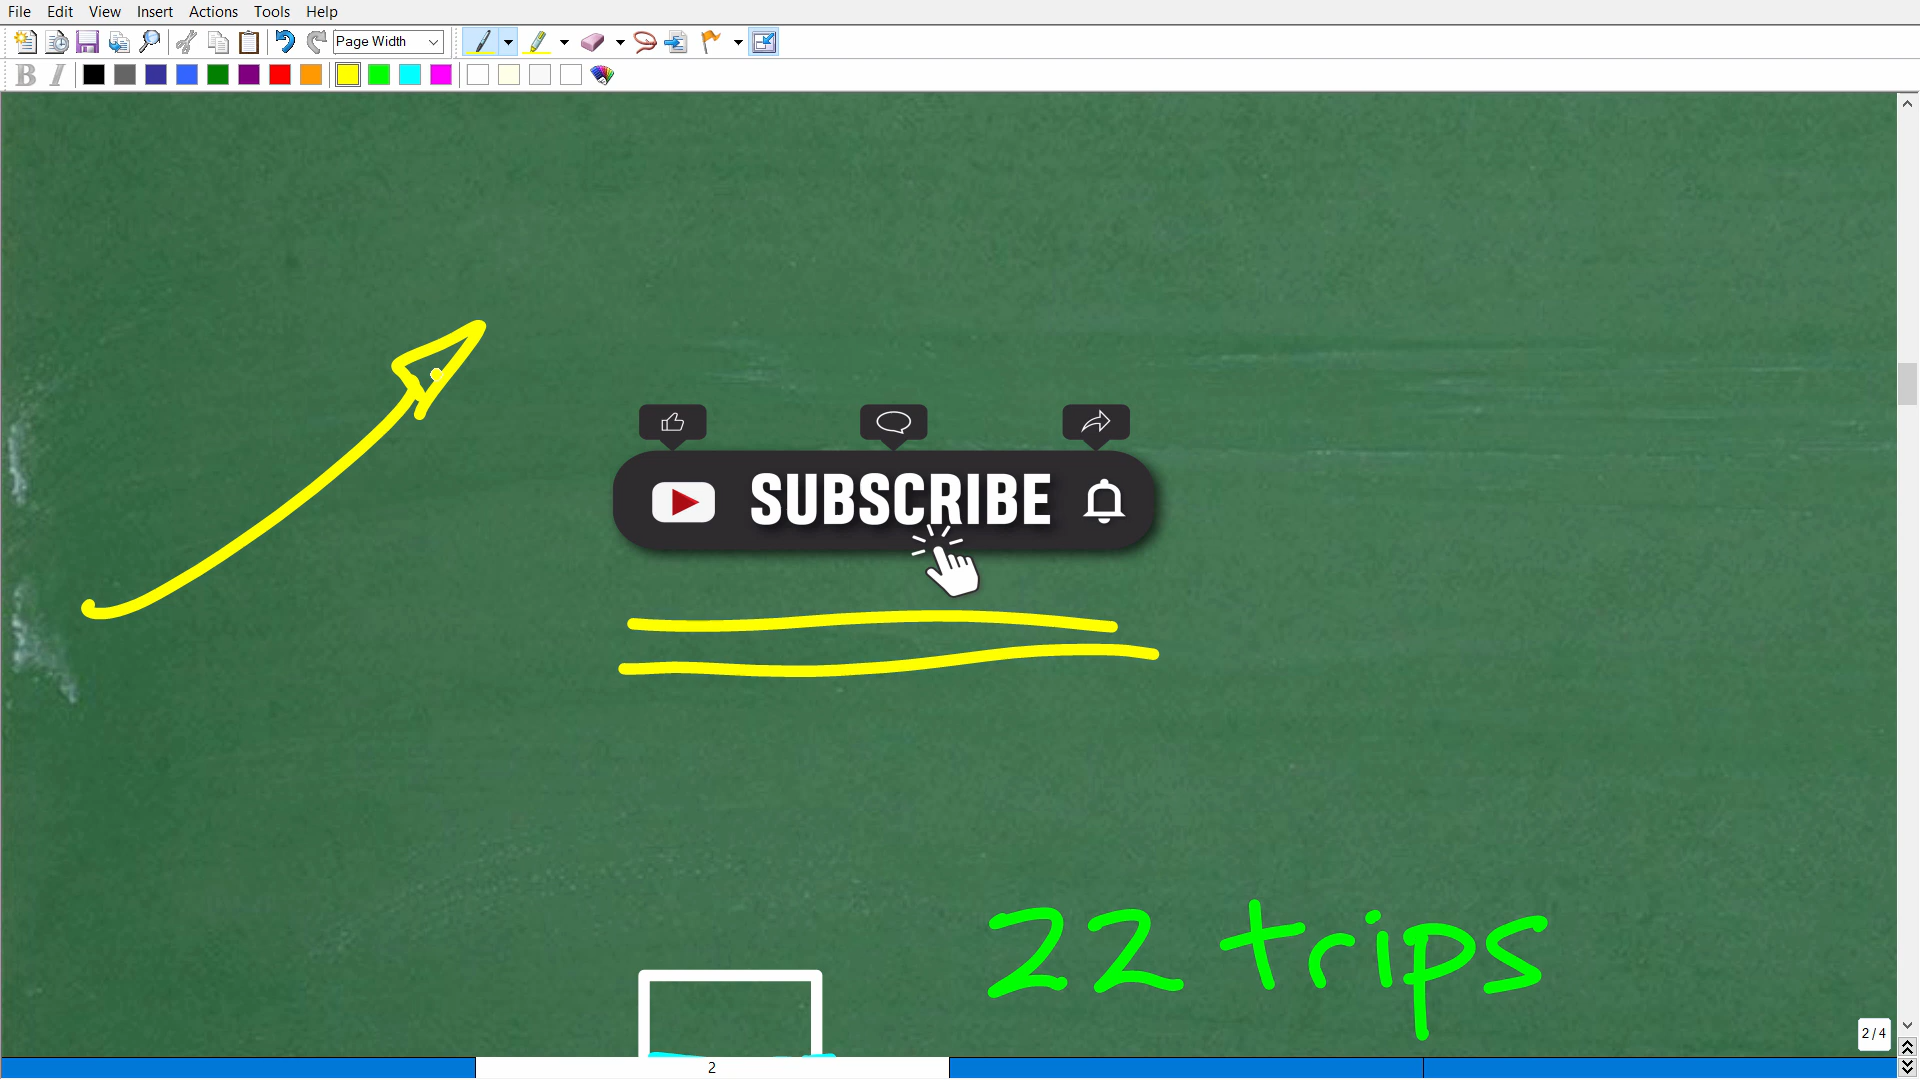 File Edit View Insert Actions Tools Help
Page Width
B I
SUBSCRIBE
22 trips
2 / 4
2